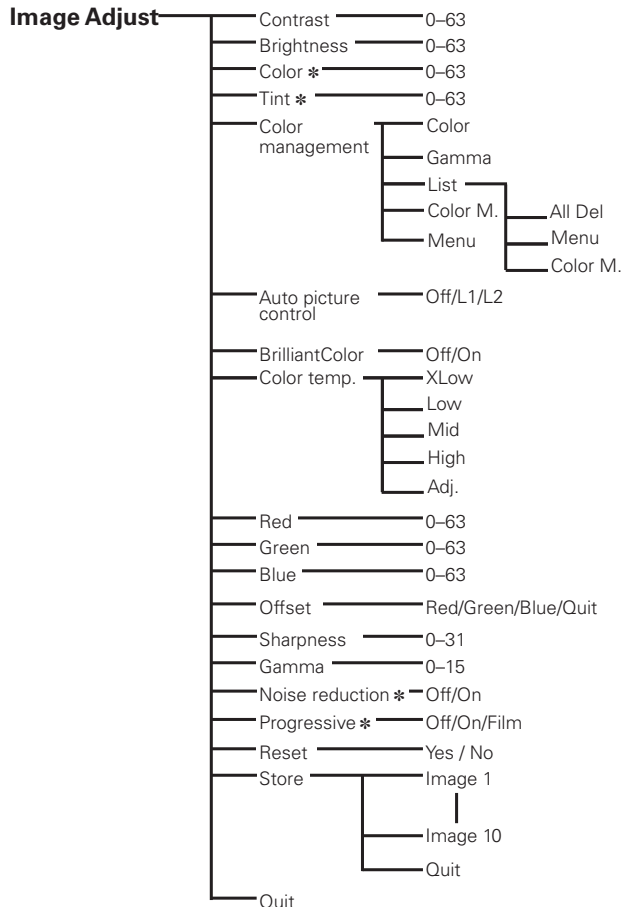 Image Adjust
Contrast 0–63
Brightness 0–63
Color ✻ 0–63
Tint ✻ 0–63
Color
management
Color
Gamma
List
Color M.
Menu
All Del
Menu
Color M.
Auto picture
control
Off/L1/L2
BrilliantColor Off/On
Color temp. XLow
Low
Mid
High
Adj.
Red 0–63
Green 0–63
Blue 0–63
Offset Red/Green/Blue/Quit
Sharpness 0–31
Gamma 0–15
Noise reduction ✻ Off/On
Progressive ✻ Off/On/Film
Reset Yes / No
Store Image 1
Image 10
Quit
Quit